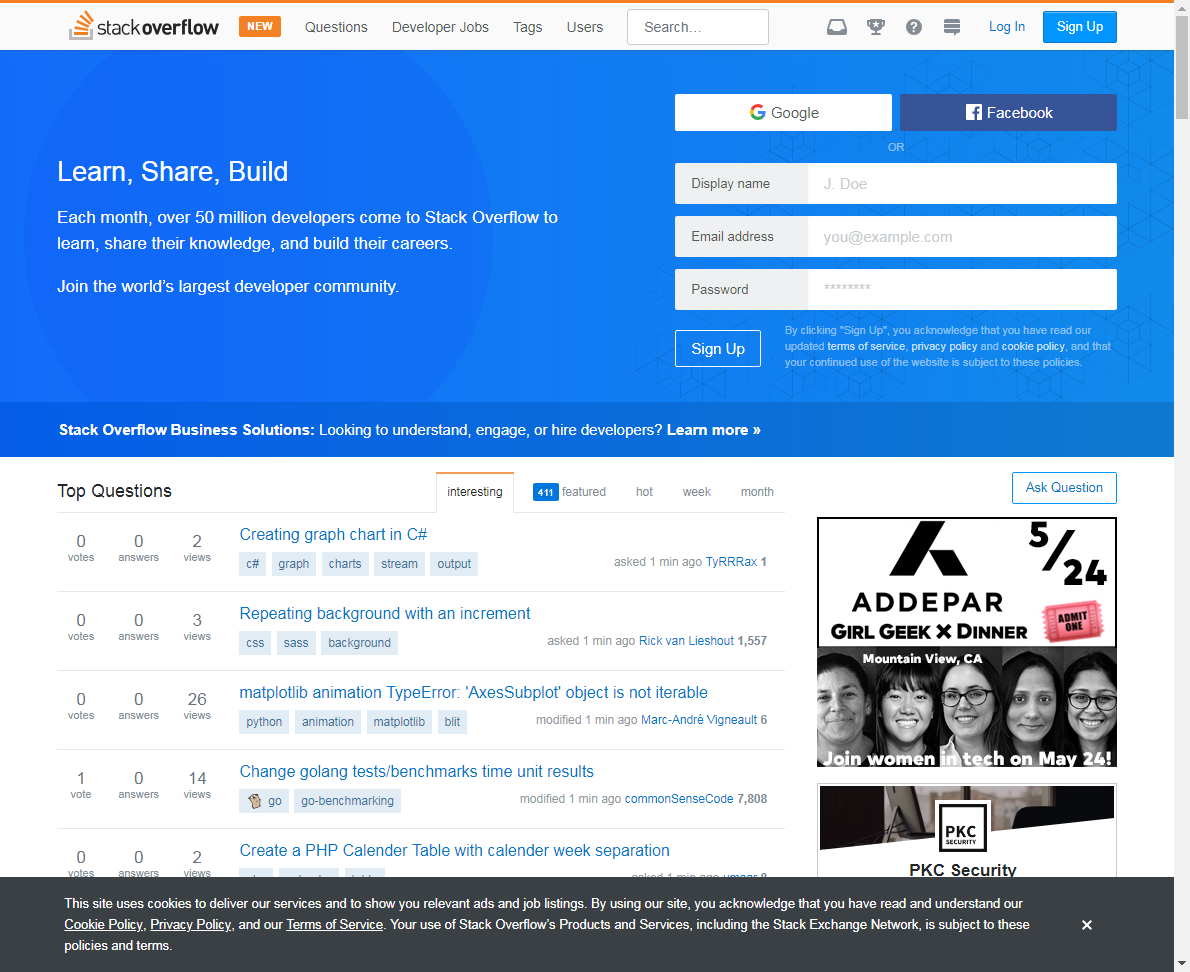 stackoverflow NEW Questions Developer Jobs Tags Users Search... Log In Sign Up
Google Facebook
OR
Learn, Share, Build
Each month, over 50 million developers come to Stack Overflow to
learn, share their knowledge, and build their careers.
Join the world's largest developer community.
Display name J. Doe
Email address you@example.com
Password ********
Sign Up
By clicking "Sign Up", you acknowledge that you have read our
updated terms of service, privacy policy and cookie policy, and that
your continued use of the website is subject to these policies.
Stack Overflow Business Solutions: Looking to understand, engage, or hire developers? Learn more »
Top Questions interesting 411 featured hot week month
Ask Question
0 votes 0 answers 2 views
Creating graph chart in C#
c# graph charts stream output
asked 1 min ago TyRRRax 1
0 votes 0 answers 3 views
Repeating background with an increment
css sass background
asked 1 min ago Rick van Lieshout 1,557
0 votes 0 answers 26 views
matplotlib animation TypeError: 'AxesSubplot' object is not iterable
python animation matplotlib blit
modified 1 min ago Marc-André Vigneault 6
1 vote 0 answers 14 views
Change golang tests/benchmarks time unit results
go go-benchmarking
modified 1 min ago commonSenseCode 7,808
0 votes 0 answers 2 views
Create a PHP Calender Table with calender week separation
5/24
ADDEPAR
GIRL GEEK X DINNER
ADMIT
ONE
Mountain View, CA
Join women in tech on May 24!
PKC
SECURITY
PKC Security
This site uses cookies to deliver our services and to show you relevant ads and job listings. By using our site, you acknowledge that you have read and understand our
Cookie Policy, Privacy Policy, and our Terms of Service. Your use of Stack Overflow's Products and Services, including the Stack Exchange Network, is subject to these
policies and terms.